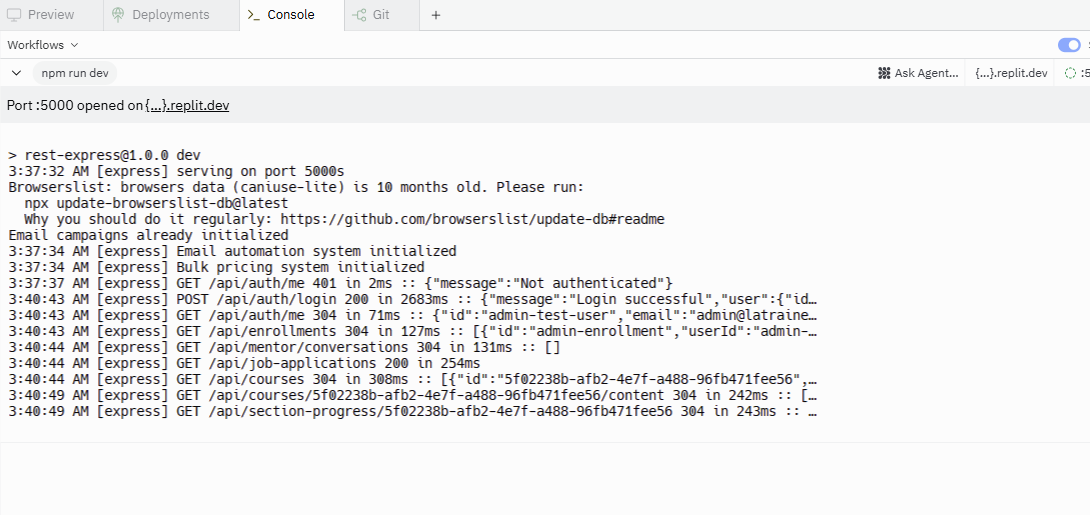 Preview Deployments Console Git
Workflows
npm run dev Ask Agent... {...}.replit.dev :5
Port :5000 opened on {...}.replit.dev
> rest-express@1.0.0 dev
3:37:32 AM [express] serving on port 5000s
Browserslist: browsers data (caniuse-lite) is 10 months old. Please run:
npx update-browserslist-db@latest
Why you should do it regularly: https://github.com/browserslist/update-db#readme
Email campaigns already initialized
3:37:34 AM [express] Email automation system initialized
3:37:34 AM [express] Bulk pricing system initialized
3:37:37 AM [express] GET /api/auth/me 401 in 2ms :: {"message":"Not authenticated"}
3:40:43 AM [express] POST /api/auth/login 200 in 2683ms :: {"message":"Login successful","user":{"id…
3:40:43 AM [express] GET /api/auth/me 304 in 71ms :: {"id":"admin-test-user","email":"admin@latraine…
3:40:43 AM [express] GET /api/enrollments 304 in 127ms :: [{"id":"admin-enrollment","userId":"admin-…
3:40:44 AM [express] GET /api/mentor/conversations 304 in 131ms :: []
3:40:44 AM [express] GET /api/job-applications 200 in 254ms
3:40:44 AM [express] GET /api/courses 304 in 308ms :: [{"id":"5f02238b-afb2-4e7f-a488-96fb471fee56",…
3:40:49 AM [express] GET /api/courses/5f02238b-afb2-4e7f-a488-96fb471fee56/content 304 in 242ms :: [… 
3:40:49 AM [express] GET /api/section-progress/5f02238b-afb2-4e7f-a488-96fb471fee56 304 in 243ms :: …